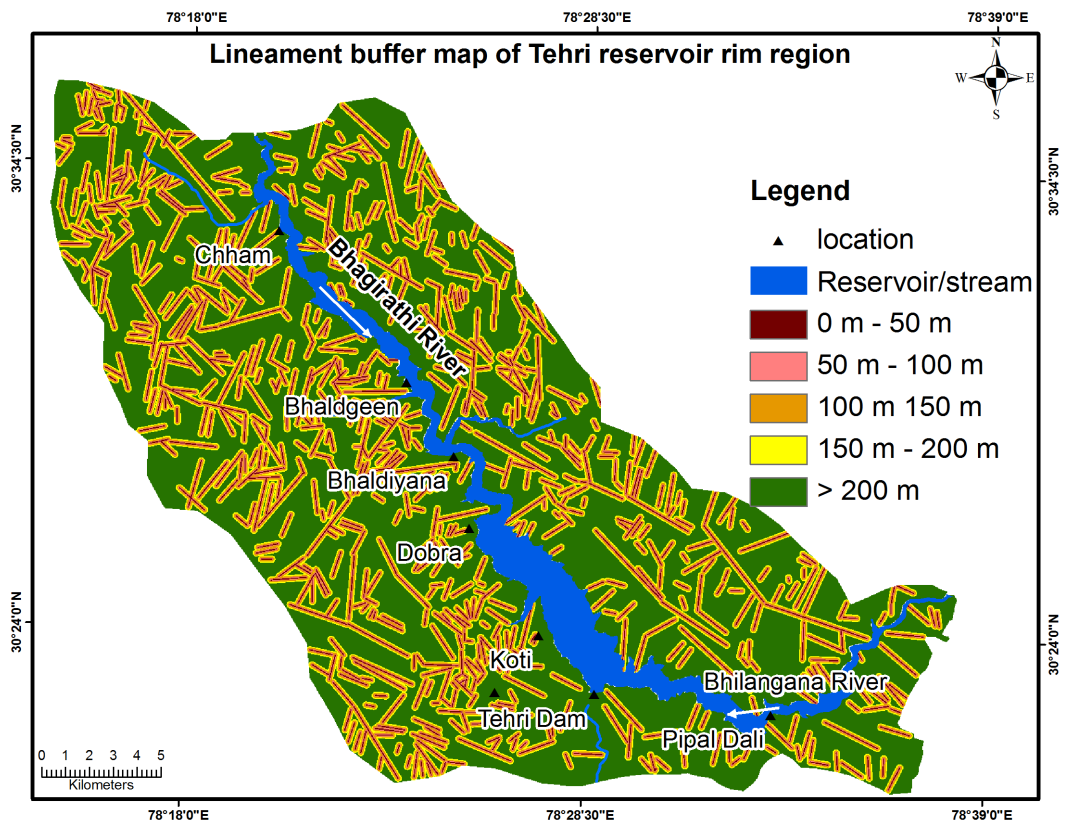 78°18'0"E
78°28'30"E
78°39'0"E
Lineament buffer map of Tehri reservoir rim region
N
W
E
S
30°34'30"N
30°34'30"N
Legend
location
Reservoir/stream
0 m - 50 m
50 m - 100 m
100 m 150 m
150 m - 200 m
> 200 m
Chham
Bhagirathi River
Bhaldgeen
Bhaldiyana
Dobra
30°24'0"N
30°24'0"N
Koti
Bhilangana River
Tehri Dam
Pipal Dali
0 1 2 3 4 5
Kilometers
78°18'0"E
78°28'30"E
78°39'0"E